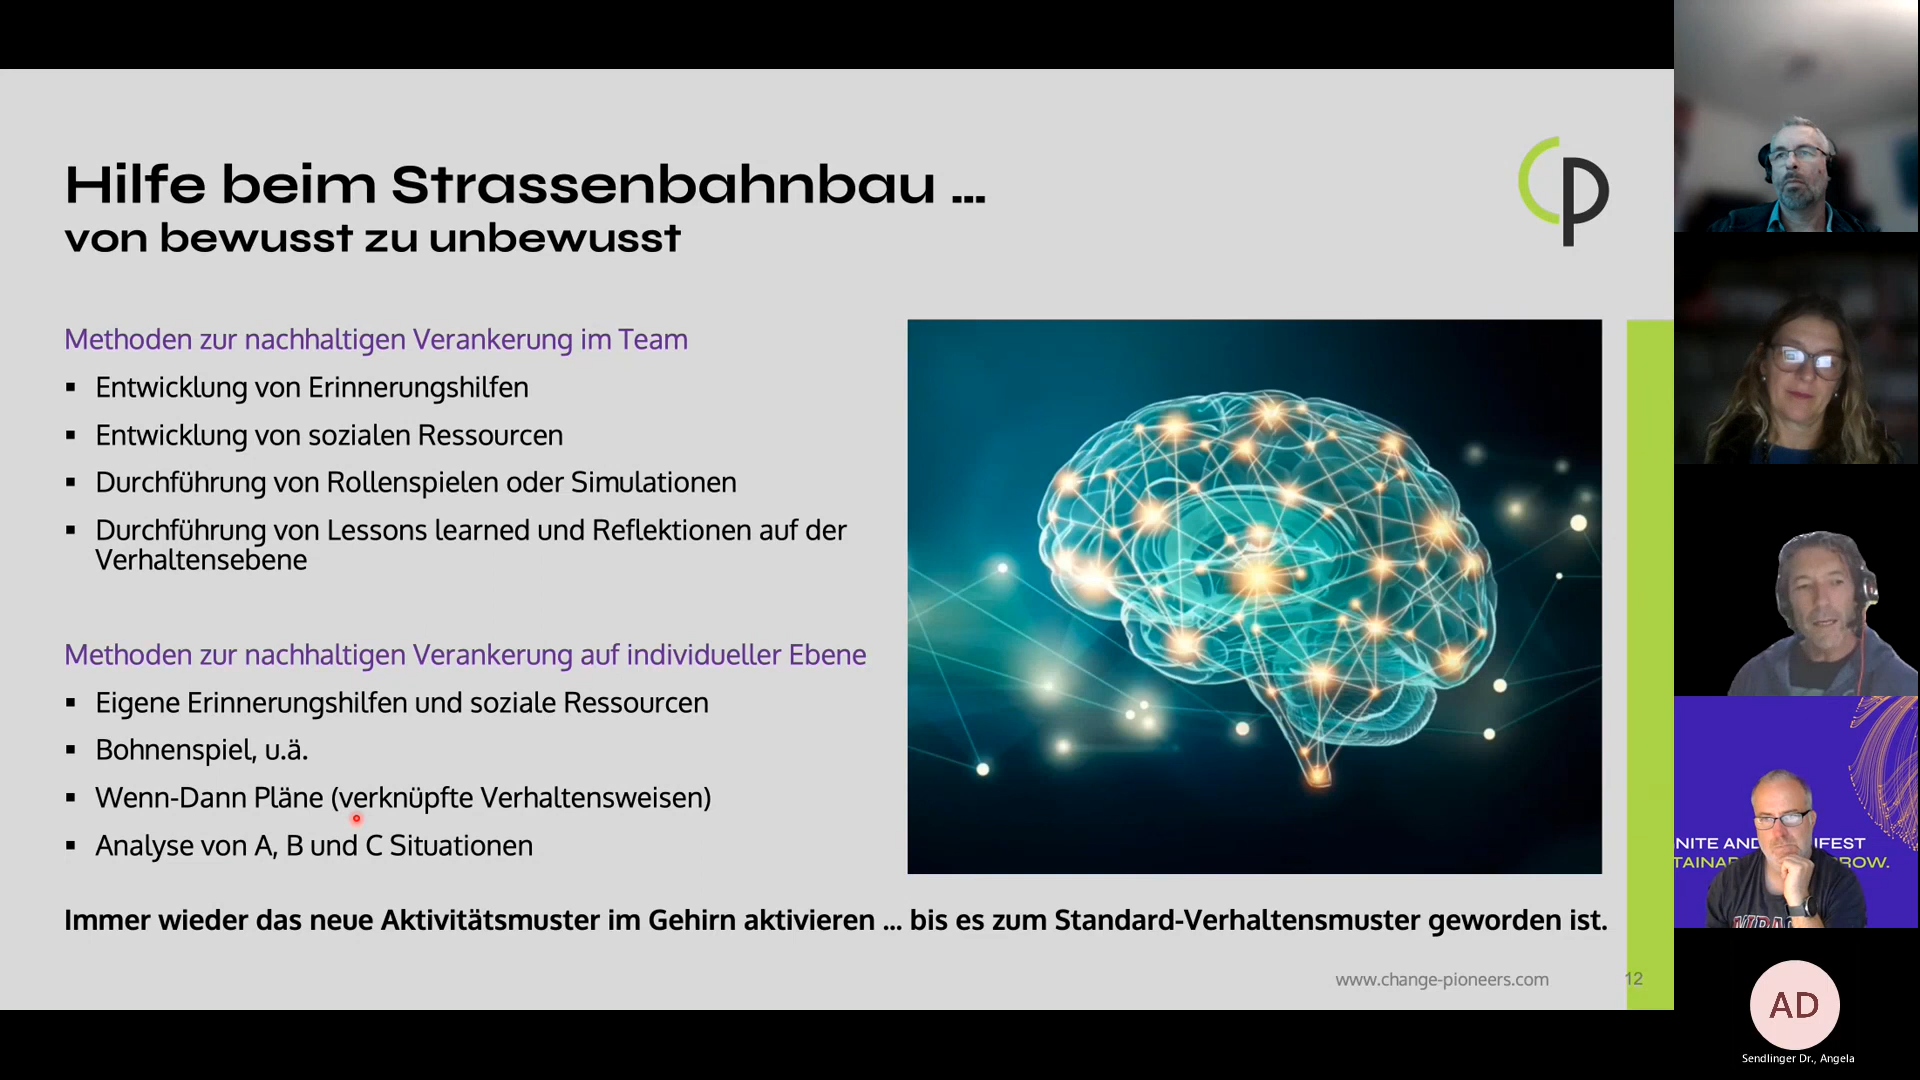 Hilfe beim Strassenbahnbau ...
von bewusst zu unbewusst
cp
Methoden zur nachhaltigen Verankerung im Team
▪ Entwicklung von Erinnerungshilfen
▪ Entwicklung von sozialen Ressourcen
▪ Durchführung von Rollenspielen oder Simulationen
▪ Durchführung von Lessons learned und Reflektionen auf der
Verhaltensebene
Methoden zur nachhaltigen Verankerung auf individueller Ebene
▪ Eigene Erinnerungshilfen und soziale Ressourcen
▪ Bohnenspiel, u.ä.
▪ Wenn-Dann Pläne (verknüpfte Verhaltensweisen)
▪ Analyse von A, B und C Situationen
Immer wieder das neue Aktivitätsmuster im Gehirn aktivieren ... bis es zum Standard-Verhaltensmuster geworden ist.
www.change-pioneers.com
12
AD
Sendlinger Dr., Angela